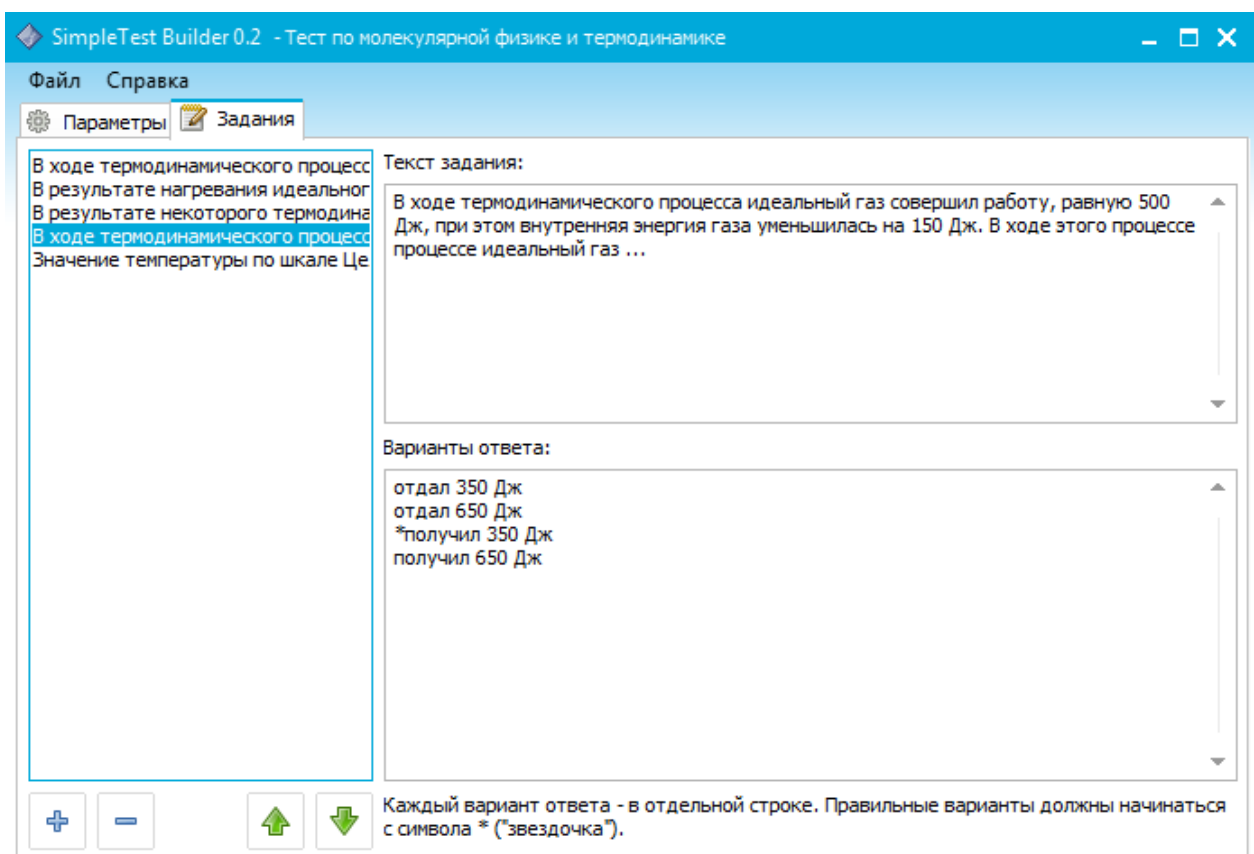 SimpleTest Builder 0.2 - Тест по молекулярной физике и термодинамике
Файл Справка
Параметры Задания
В ходе термодинамического процесс
В результате нагревания идеальног
В результате некоторого термодина
В ходе термодинамического процесс
Значение температуры по шкале Це
Текст задания:
В ходе термодинамического процесса идеальный газ совершил работу, равную 500
Дж, при этом внутренняя энергия газа уменьшилась на 150 Дж. В ходе этого процессе
процессе идеальный газ ...
Варианты ответа:
отдал 350 Дж
отдал 650 Дж
*получил 350 Дж
получил 650 Дж
Каждый вариант ответа - в отдельной строке. Правильные варианты должны начинаться
с символа * ("звездочка").